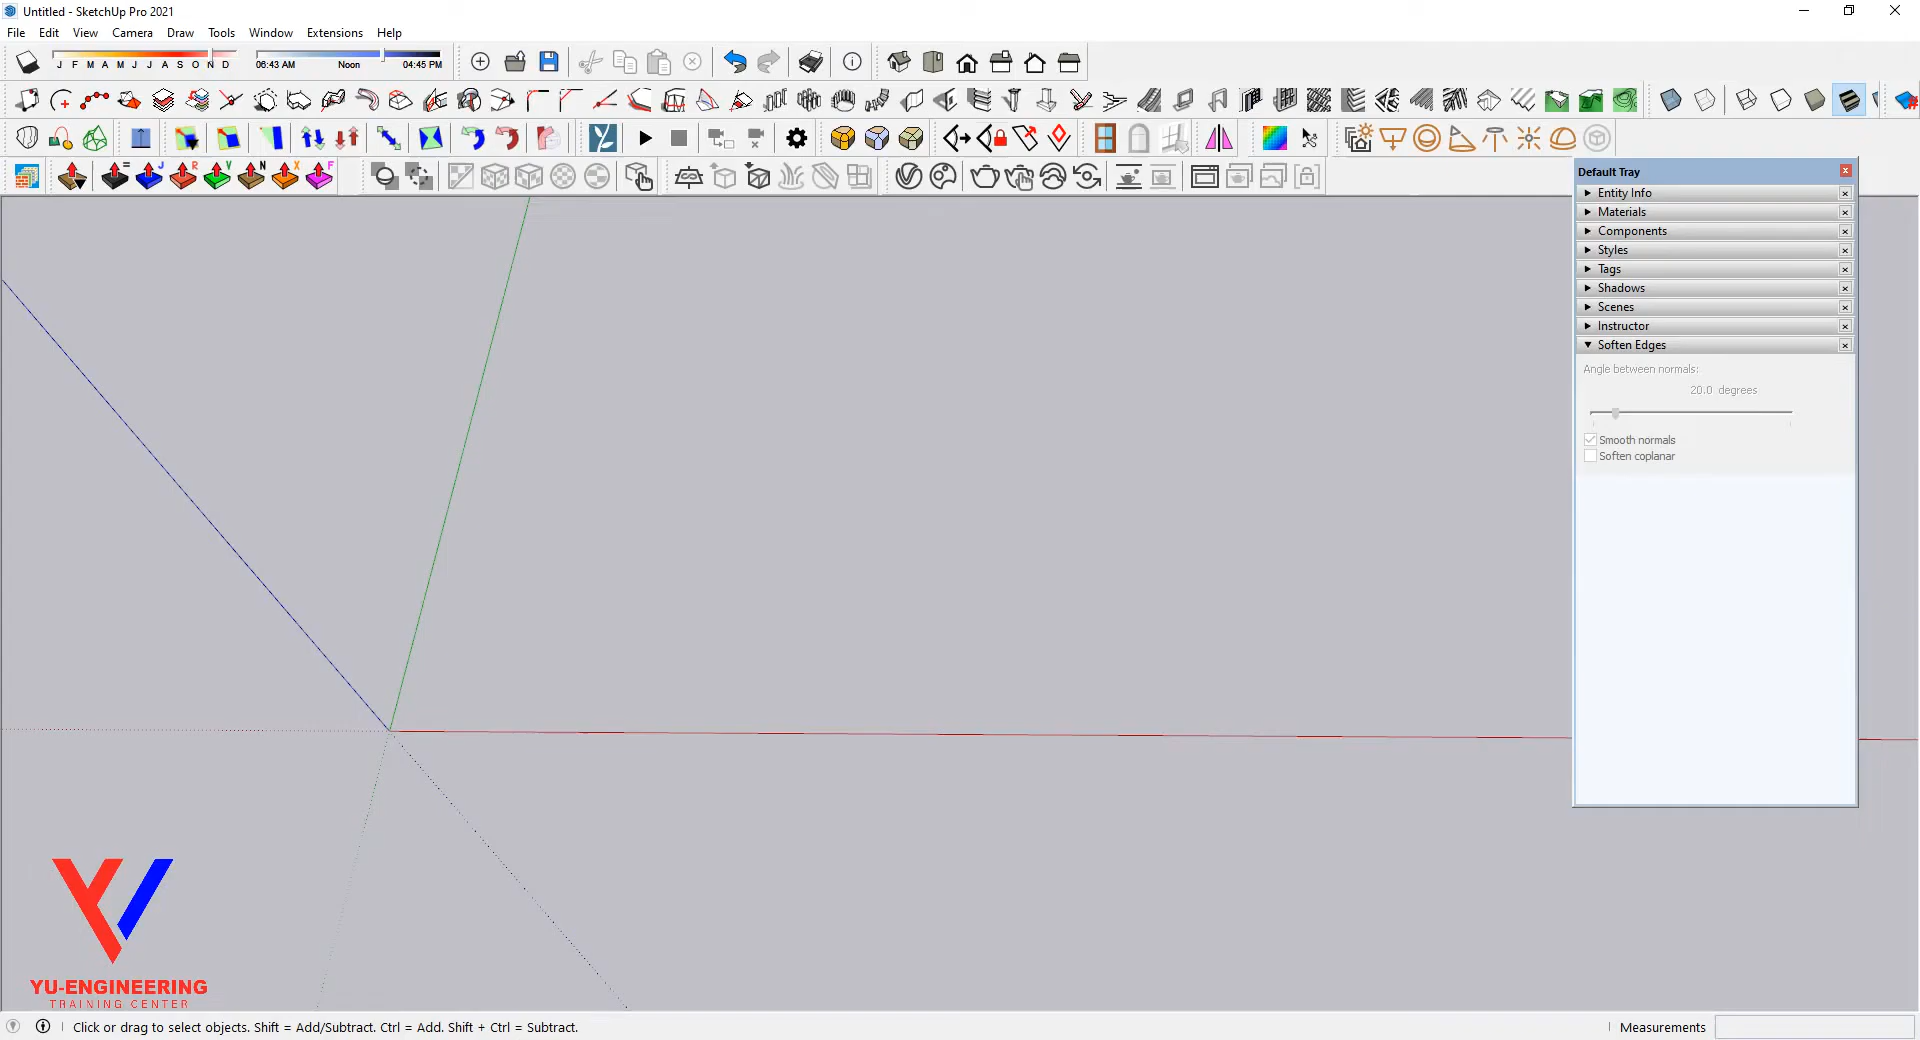 Untitled - SketchUp Pro 2021
File Edit View Camera Draw Tools Window Extensions Help
J F M A M J J A S O N D 06:43 AM Noon 04:45 PM
= J R V N X F
Default Tray
Entity Info
Materials
Components
Styles
Tags
Shadows
Scenes
Instructor
Soften Edges
Angle between normals:
20.0 degrees
Smooth normals
Soften coplanar
YU-ENGINEERING
TRAINING CENTER
Click or drag to select objects. Shift = Add/Subtract. Ctrl = Add. Shift + Ctrl = Subtract.
Measurements